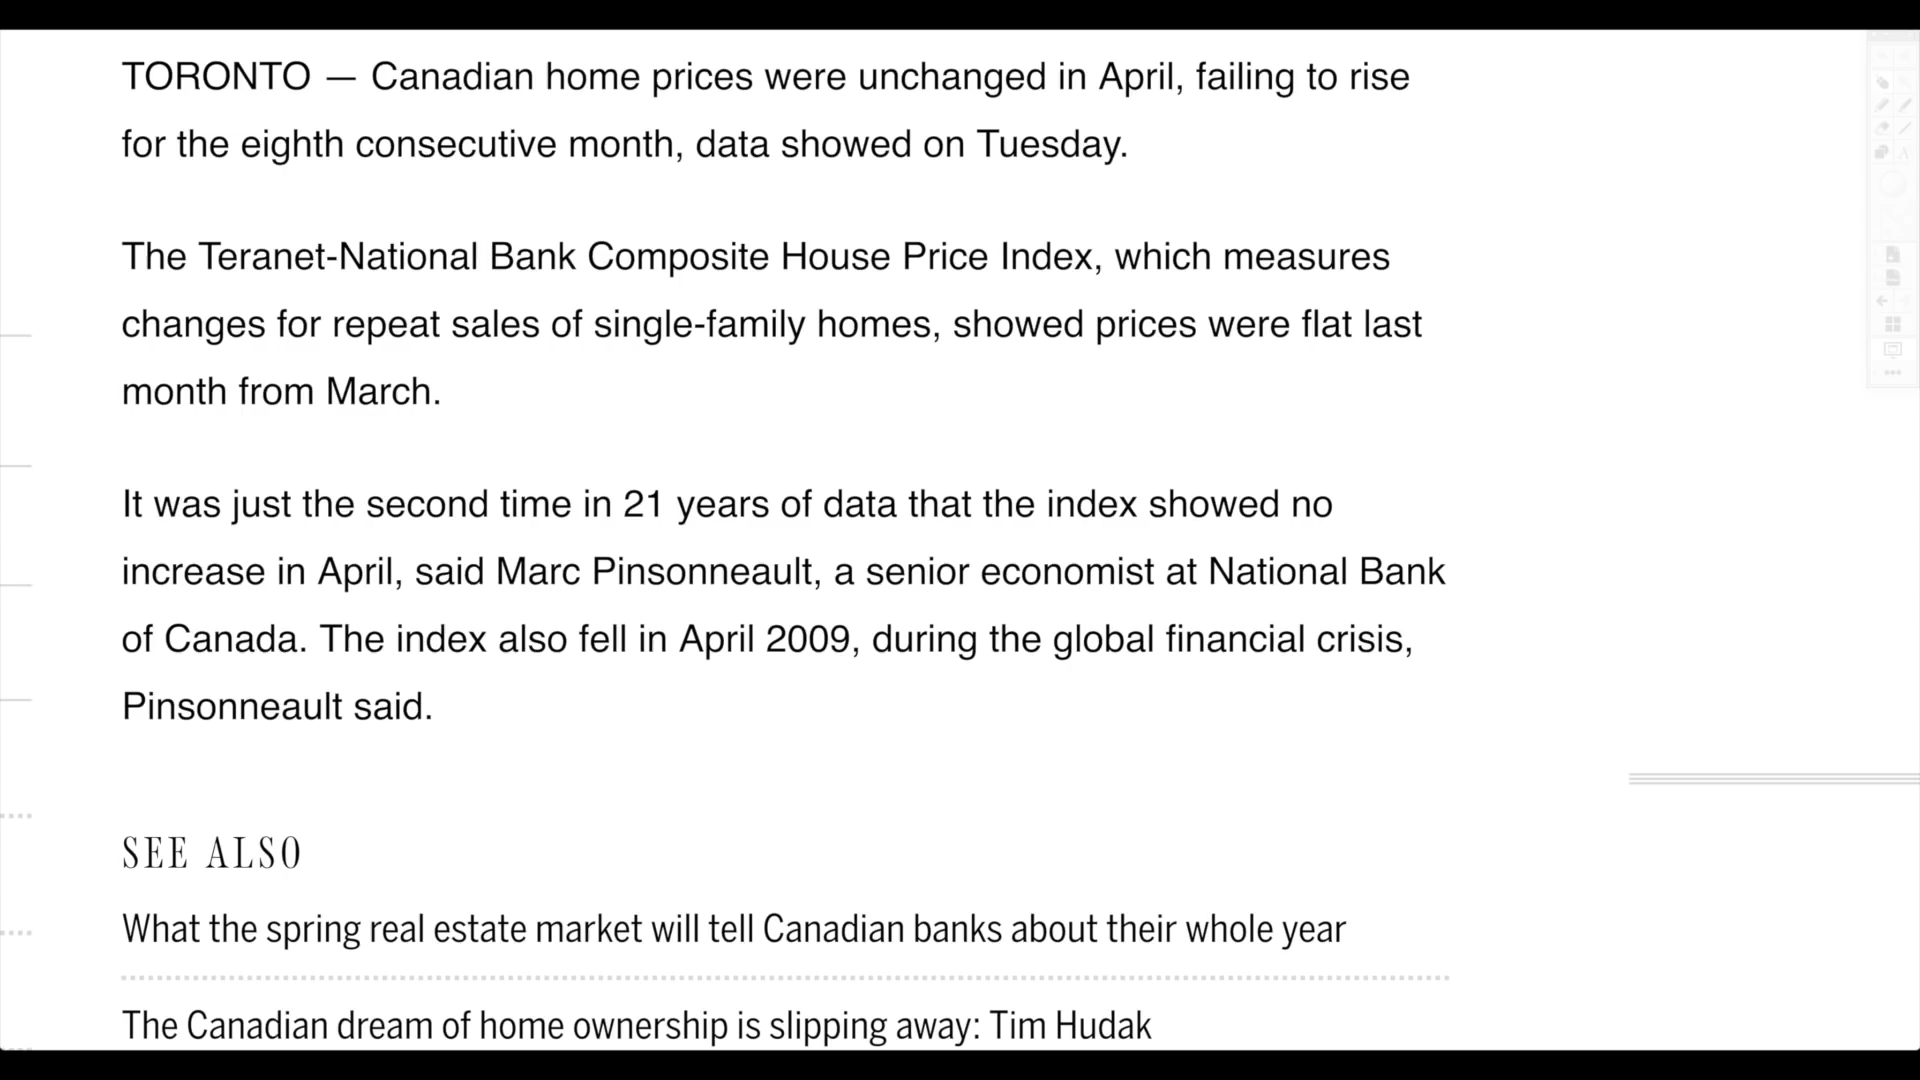 TORONTO — Canadian home prices were unchanged in April, failing to rise
for the eighth consecutive month, data showed on Tuesday.
The Teranet-National Bank Composite House Price Index, which measures
changes for repeat sales of single-family homes, showed prices were flat last
month from March.
It was just the second time in 21 years of data that the index showed no
increase in April, said Marc Pinsonneault, a senior economist at National Bank
of Canada. The index also fell in April 2009, during the global financial crisis,
Pinsonneault said.
SEE ALSO
What the spring real estate market will tell Canadian banks about their whole year
The Canadian dream of home ownership is slipping away: Tim Hudak